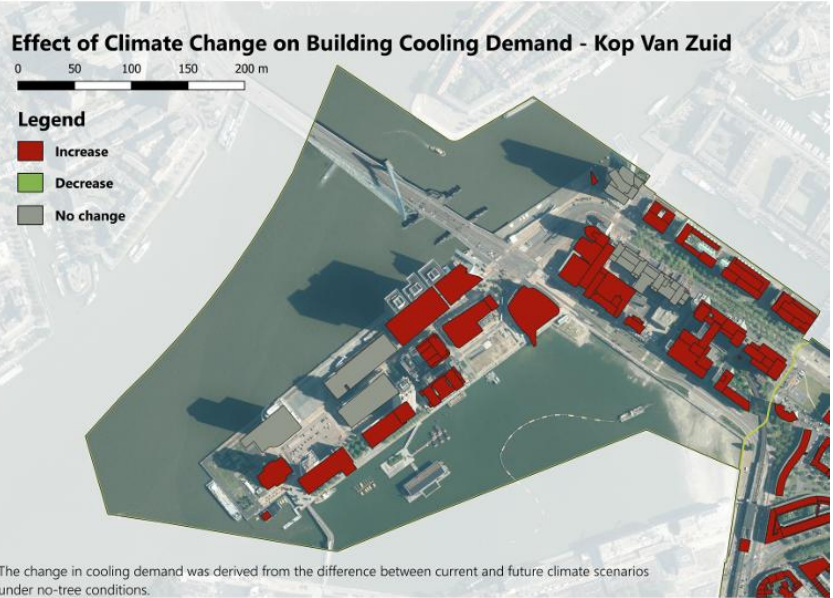 Effect of Climate Change on Building Cooling Demand - Kop Van Zuid
0 50 100 150 200 m
Legend
Increase
Decrease
No change
The change in cooling demand was derived from the difference between current and future climate scenarios
under no-tree conditions.